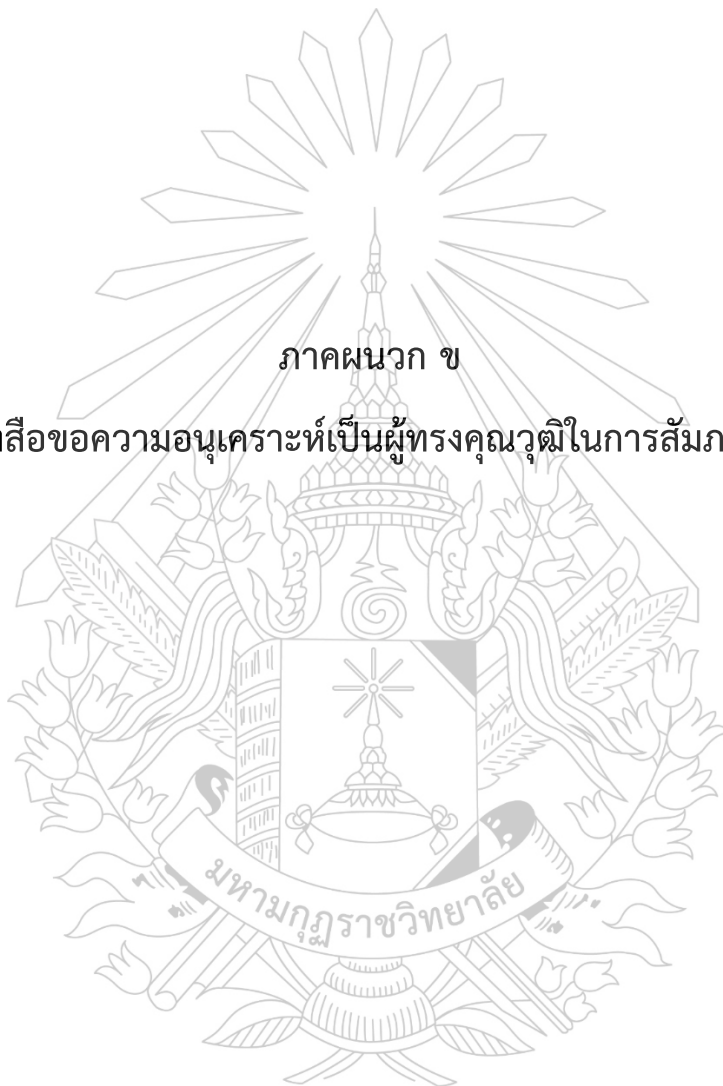 ภาคผนวก ข
สือขอความอนุเคราะห์เป็นผู้ทรงคุณวุฒิในการสัมภ
มหามกุฏราชวิทยาลัย